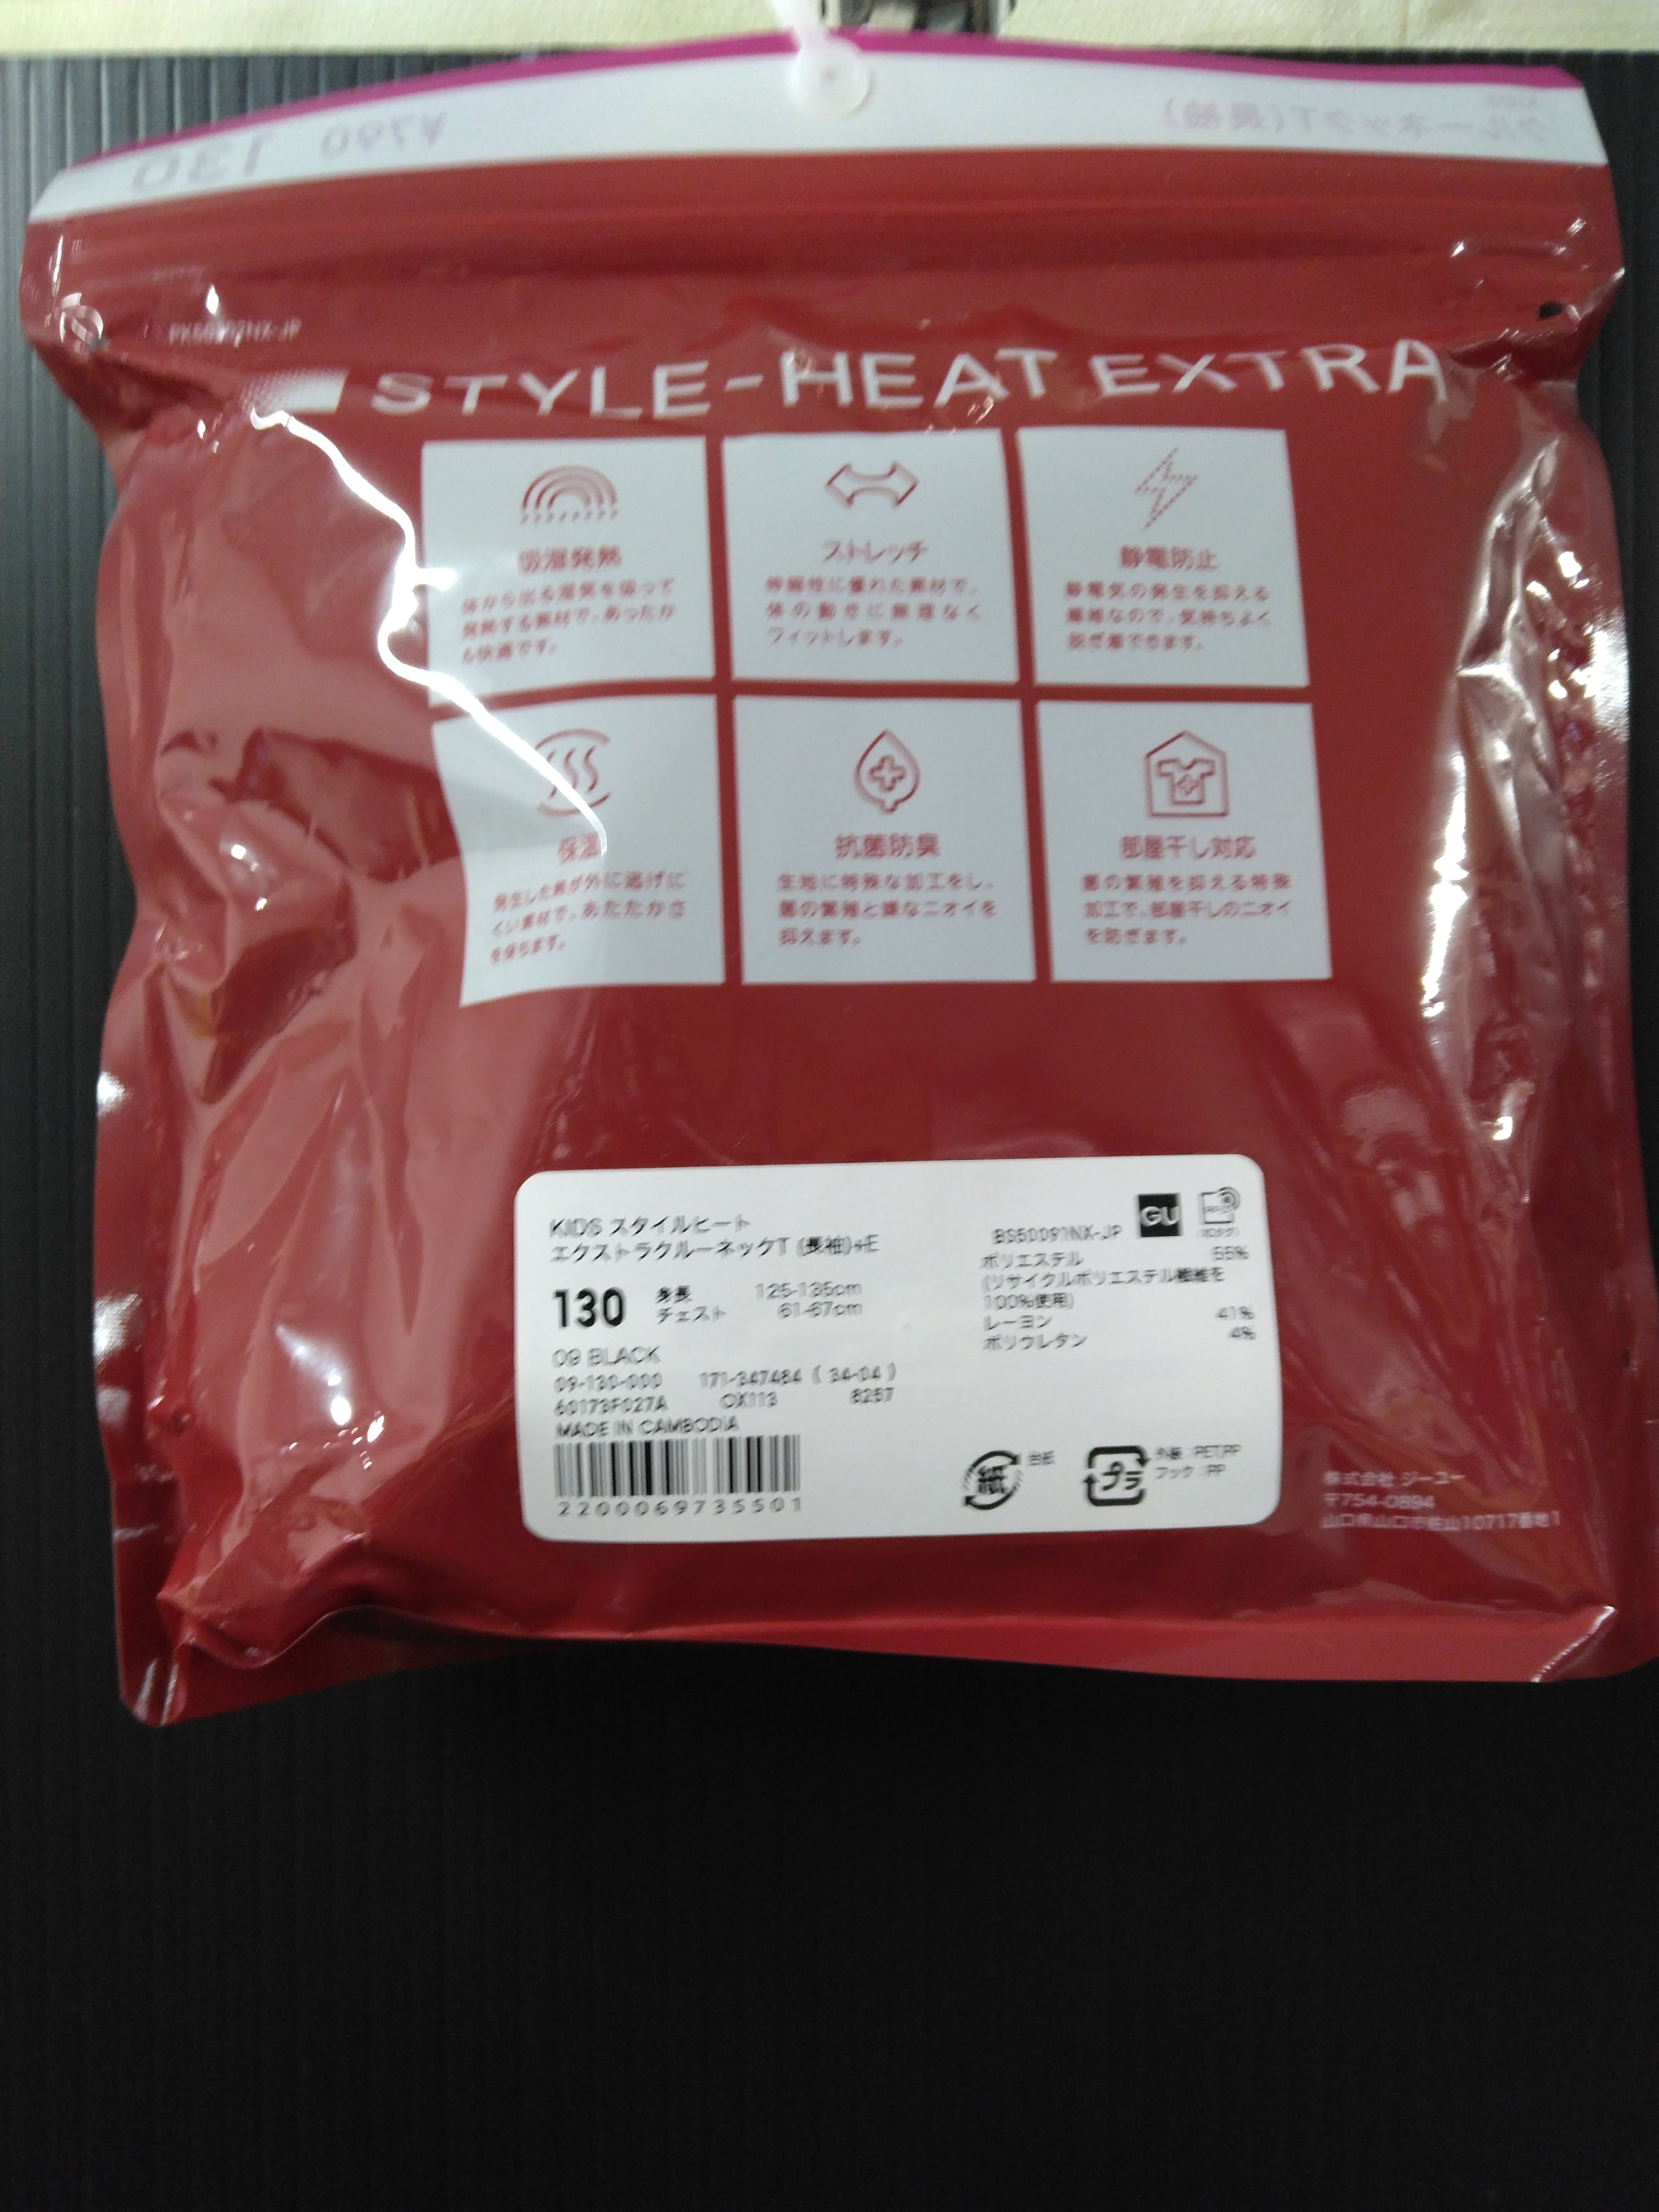 ¥790
130
クルーネックT(長袖)
STYLE-HEAT EXTRA
吸湿発熱
体から出る湿気を吸って
発熱する素材で、あったか
&快適です。
ストレッチ
伸縮性に優れた素材で、
体の動きに無理なく
フィットします。
静電防止
静電気の発生を抑える
繊維なので、気持ちよく
脱ぎ着できます。
保温
発生した熱が外に逃げに
くい素材で、あたたかさ
を保ちます。
抗菌防臭
生地に特殊な加工をし、
菌の繁殖と嫌なニオイを
抑えます。
部屋干し対応
菌の繁殖を抑える特殊
加工で、部屋干しのニオイ
を防ぎます。
KIDS スタイルヒート
エクストラクルーネックT (長袖)+E
130 身長 125-135cm
チェスト 61-67cm
09 BLACK
09-130-000 171-347484 ( 34-04 )
60173F027A OX113 8257
MADE IN CAMBODIA
2200069735501
BS50091NX-JP GU
ポリエステル 55%
(リサイクルポリエステル繊維を
100%使用)
レーヨン 41%
ポリウレタン 4%
紙 台紙
プラ 外装:PET,PP
フック:PP
株式会社 ジーユー
〒754-0894
山口県山口市佐山10717番地1